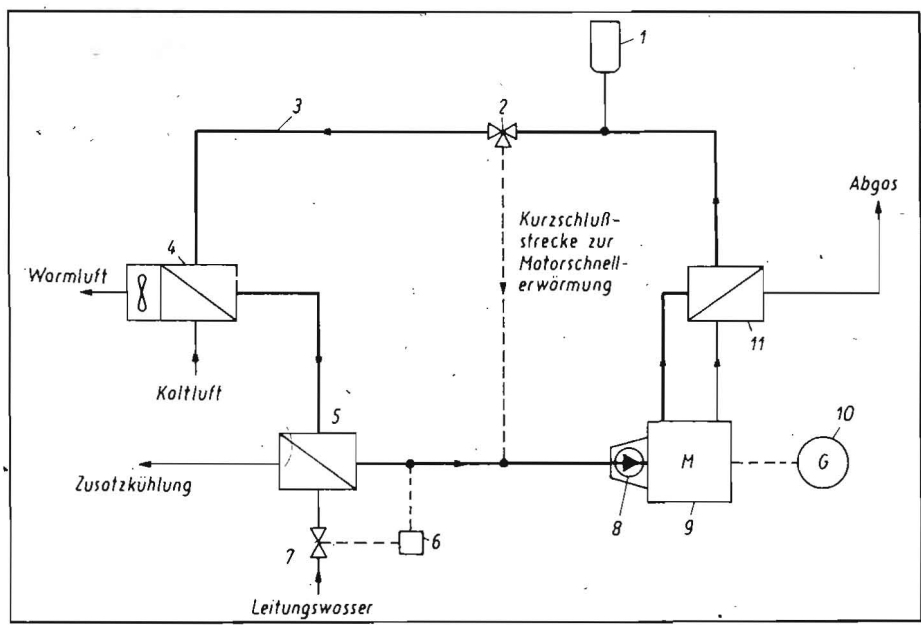 1
2
3
Abgas
Kurzschluß-
strecke zur
Motorschnell-
erwärmung
4
Warmluft
11
Kaltluft
5
10
M
G
Zusatzkühlung
8
9
6
7
Leitungswasser